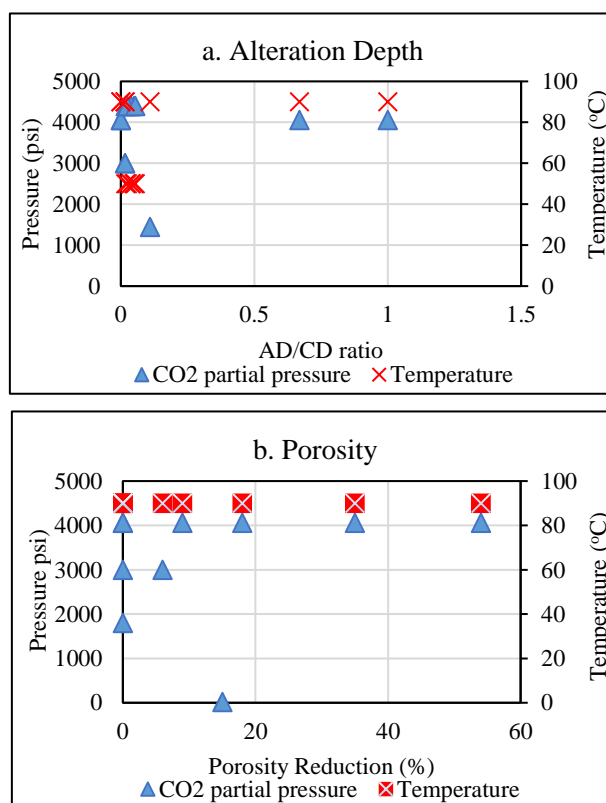 a. Alteration Depth
5000 100
4000 80
3000 60
2000 40
1000 20
0 0
Pressure (psi)
Temperature (°C)
0 0.5 1 1.5
AD/CD ratio
CO2 partial pressure Temperature
b. Porosity
5000 100
4000 80
3000 60
2000 40
1000 20
0 0
Pressure psi)
Temperature (°C)
0 20 40 60
Porosity Reduction (%)
CO2 partial pressure Temperature